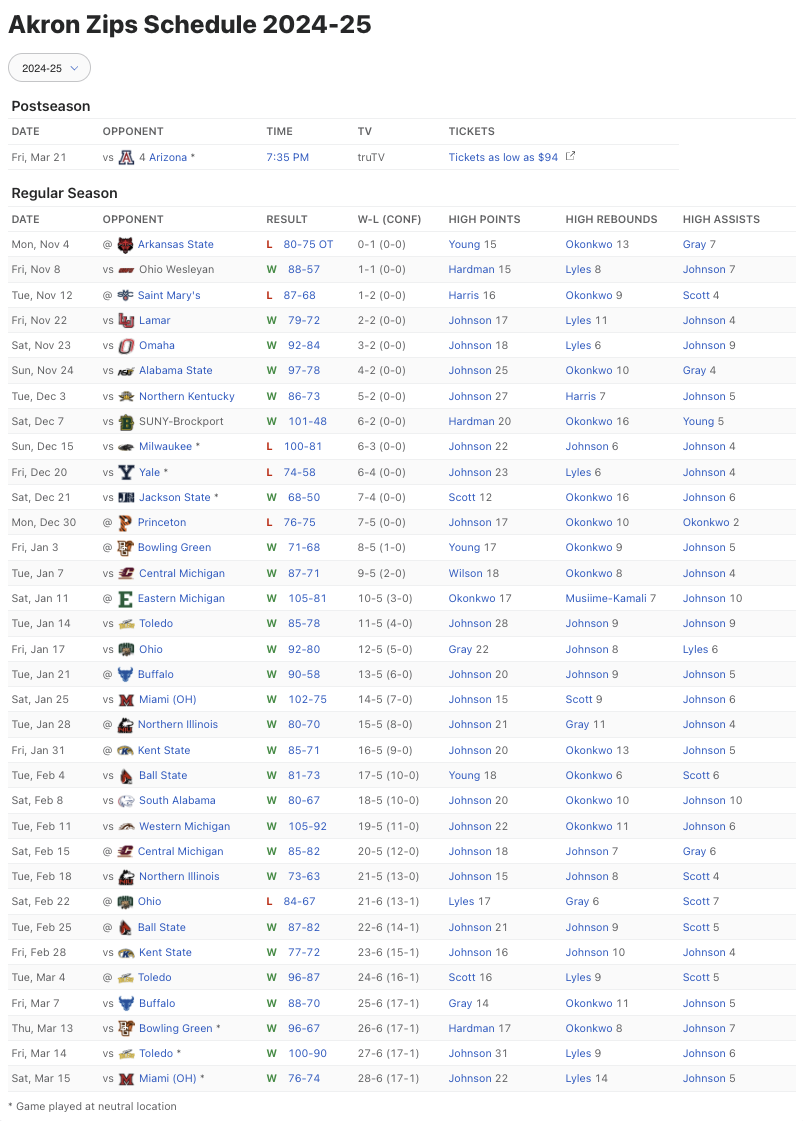 Akron Zips Schedule 2024-25
2024-25
Postseason
DATE OPPONENT TIME TV TICKETS
Fri, Mar 21 vs 4 Arizona * 7:35 PM truTV Tickets as low as $94
Regular Season
DATE OPPONENT RESULT W-L (CONF) HIGH POINTS HIGH REBOUNDS HIGH ASSISTS
Mon, Nov 4 @ Arkansas State L 80-75 OT 0-1 (0-0) Young 15 Okonkwo 13 Gray 7
Fri, Nov 8 vs Ohio Wesleyan W 88-57 1-1 (0-0) Hardman 15 Lyles 8 Johnson 7
Tue, Nov 12 @ Saint Mary's L 87-68 1-2 (0-0) Harris 16 Okonkwo 9 Scott 4
Fri, Nov 22 vs Lamar W 79-72 2-2 (0-0) Johnson 17 Lyles 11 Johnson 4
Sat, Nov 23 vs Omaha W 92-84 3-2 (0-0) Johnson 18 Lyles 6 Johnson 9
Sun, Nov 24 vs Alabama State W 97-78 4-2 (0-0) Johnson 25 Okonkwo 10 Gray 4
Tue, Dec 3 vs Northern Kentucky W 86-73 5-2 (0-0) Johnson 27 Harris 7 Johnson 5
Sat, Dec 7 vs SUNY-Brockport W 101-48 6-2 (0-0) Hardman 20 Okonkwo 16 Young 5
Sun, Dec 15 vs Milwaukee * L 100-81 6-3 (0-0) Johnson 22 Johnson 6 Johnson 4
Fri, Dec 20 vs Yale * L 74-58 6-4 (0-0) Johnson 23 Lyles 6 Johnson 4
Sat, Dec 21 vs Jackson State * W 68-50 7-4 (0-0) Scott 12 Okonkwo 16 Johnson 6
Mon, Dec 30 @ Princeton L 76-75 7-5 (0-0) Johnson 17 Okonkwo 10 Okonkwo 2
Fri, Jan 3 @ Bowling Green W 71-68 8-5 (1-0) Young 17 Okonkwo 9 Johnson 5
Tue, Jan 7 vs Central Michigan W 87-71 9-5 (2-0) Wilson 18 Okonkwo 8 Johnson 4
Sat, Jan 11 @ Eastern Michigan W 105-81 10-5 (3-0) Okonkwo 17 Musiime-Kamali 7 Johnson 10
Tue, Jan 14 vs Toledo W 85-78 11-5 (4-0) Johnson 28 Johnson 9 Johnson 9
Fri, Jan 17 vs Ohio W 92-80 12-5 (5-0) Gray 22 Johnson 8 Lyles 6
Tue, Jan 21 @ Buffalo W 90-58 13-5 (6-0) Johnson 20 Johnson 9 Johnson 5
Sat, Jan 25 vs Miami (OH) W 102-75 14-5 (7-0) Johnson 15 Scott 9 Johnson 6
Tue, Jan 28 @ Northern Illinois W 80-70 15-5 (8-0) Johnson 21 Gray 11 Johnson 4
Fri, Jan 31 @ Kent State W 85-71 16-5 (9-0) Johnson 20 Okonkwo 13 Johnson 5
Tue, Feb 4 vs Ball State W 81-73 17-5 (10-0) Young 18 Okonkwo 6 Scott 6
Sat, Feb 8 vs South Alabama W 80-67 18-5 (10-0) Johnson 20 Okonkwo 10 Johnson 10
Tue, Feb 11 vs Western Michigan W 105-92 19-5 (11-0) Johnson 22 Okonkwo 11 Johnson 6
Sat, Feb 15 @ Central Michigan W 85-82 20-5 (12-0) Johnson 18 Johnson 7 Gray 6
Tue, Feb 18 vs Northern Illinois W 73-63 21-5 (13-0) Johnson 15 Johnson 8 Scott 4
Sat, Feb 22 @ Ohio L 84-67 21-6 (13-1) Lyles 17 Gray 6 Scott 7
Tue, Feb 25 @ Ball State W 87-82 22-6 (14-1) Johnson 21 Johnson 9 Scott 5
Fri, Feb 28 vs Kent State W 77-72 23-6 (15-1) Johnson 16 Johnson 10 Johnson 4
Tue, Mar 4 @ Toledo W 96-87 24-6 (16-1) Scott 16 Lyles 9 Scott 5
Fri, Mar 7 vs Buffalo W 88-70 25-6 (17-1) Gray 14 Okonkwo 11 Johnson 5
Thu, Mar 13 vs Bowling Green * W 96-67 26-6 (17-1) Hardman 17 Okonkwo 8 Johnson 7
Fri, Mar 14 vs Toledo * W 100-90 27-6 (17-1) Johnson 31 Lyles 9 Johnson 6
Sat, Mar 15 vs Miami (OH) * W 76-74 28-6 (17-1) Johnson 22 Lyles 14 Johnson 5
* Game played at neutral location